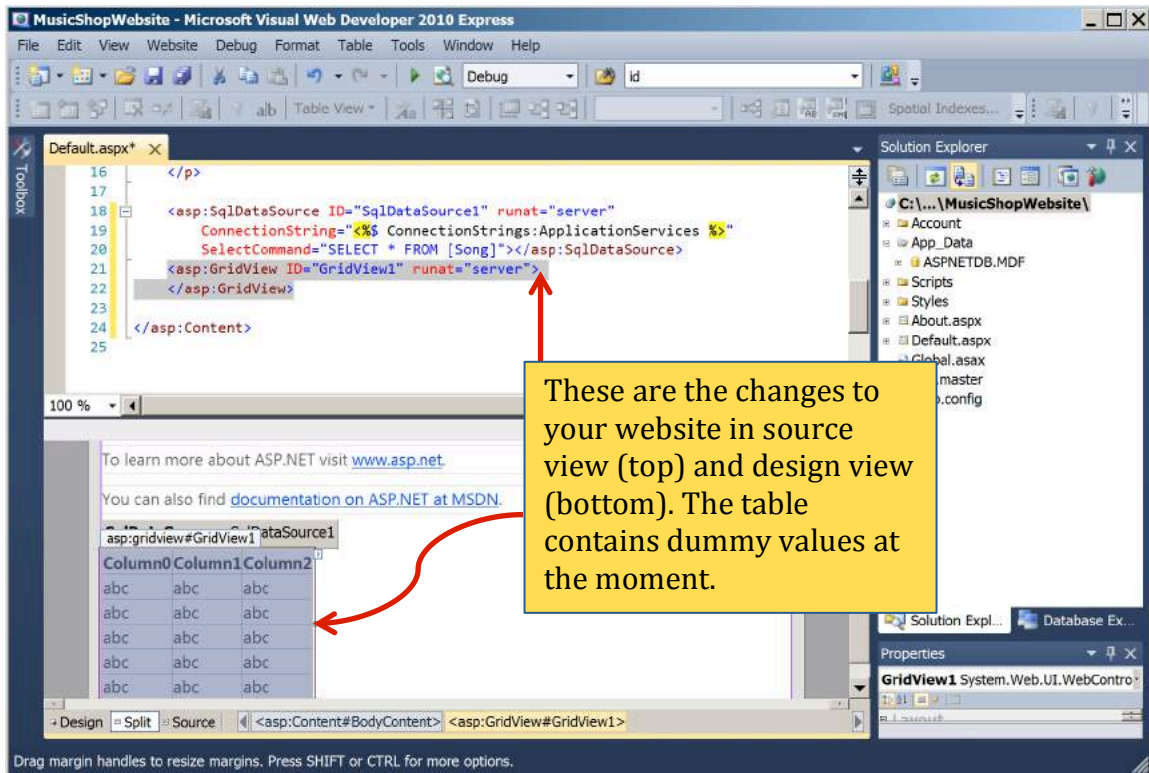 MusicShopWebsite - Microsoft Visual Web Developer 2010 Express
File Edit View Website Debug Format Table Tools Window Help
Debug id
alb Table View Spatial Indexes...
Toolbox
Default.aspx*
16 </p>
17
18 <asp:SqlDataSource ID="SqlDataSource1" runat="server"
19 ConnectionString="<%$ ConnectionStrings:ApplicationServices %>"
20 SelectCommand="SELECT * FROM [Song]"></asp:SqlDataSource>
21 <asp:GridView ID="GridView1" runat="server">
22 </asp:GridView>
23
24 </asp:Content>
25
100 %
To learn more about ASP.NET visit www.asp.net.
You can also find documentation on ASP.NET at MSDN.
asp:gridview#GridView1 DataSource1
Column0 Column1 Column2
abc abc abc
abc abc abc
abc abc abc
abc abc abc
abc abc abc
Design Split Source <asp:Content#BodyContent> <asp:GridView#GridView1>
Drag margin handles to resize margins. Press SHIFT or CTRL for more options.
These are the changes to
your website in source
view (top) and design view
(bottom). The table
contains dummy values at
the moment.
Solution Explorer
C:\...\MusicShopWebsite\
Account
App_Data
ASPNETDB.MDF
Scripts
Styles
About.aspx
Default.aspx
Global.asax
.master
.config
Solution Expl... Database Ex...
Properties
GridView1 System.Web.UI.WebContro